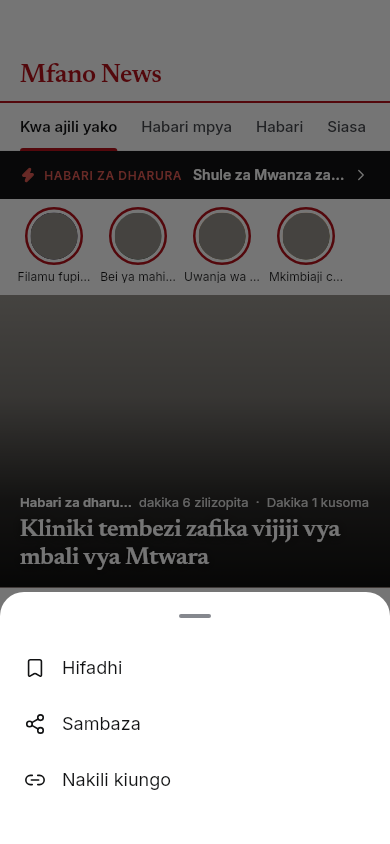 Mfano News
Kwa ajili yako Habari mpya Habari Siasa
HABARI ZA DHARURA Shule za Mwanza za...
Filamu fupi... Bei ya mahi... Uwanja wa ... Mkimbiaji c...
Habari za dharu... dakika 6 zilizopita · Dakika 1 kusoma
Kliniki tembezi zafika vijiji vya
mbali vya Mtwara
Hifadhi
Sambaza
Nakili kiungo